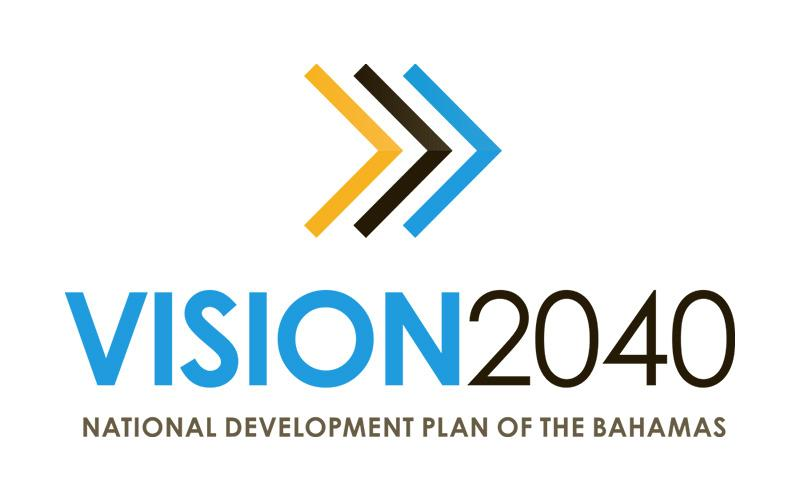 VISION2040
NATIONAL DEVELOPMENT PLAN OF THE BAHAMAS